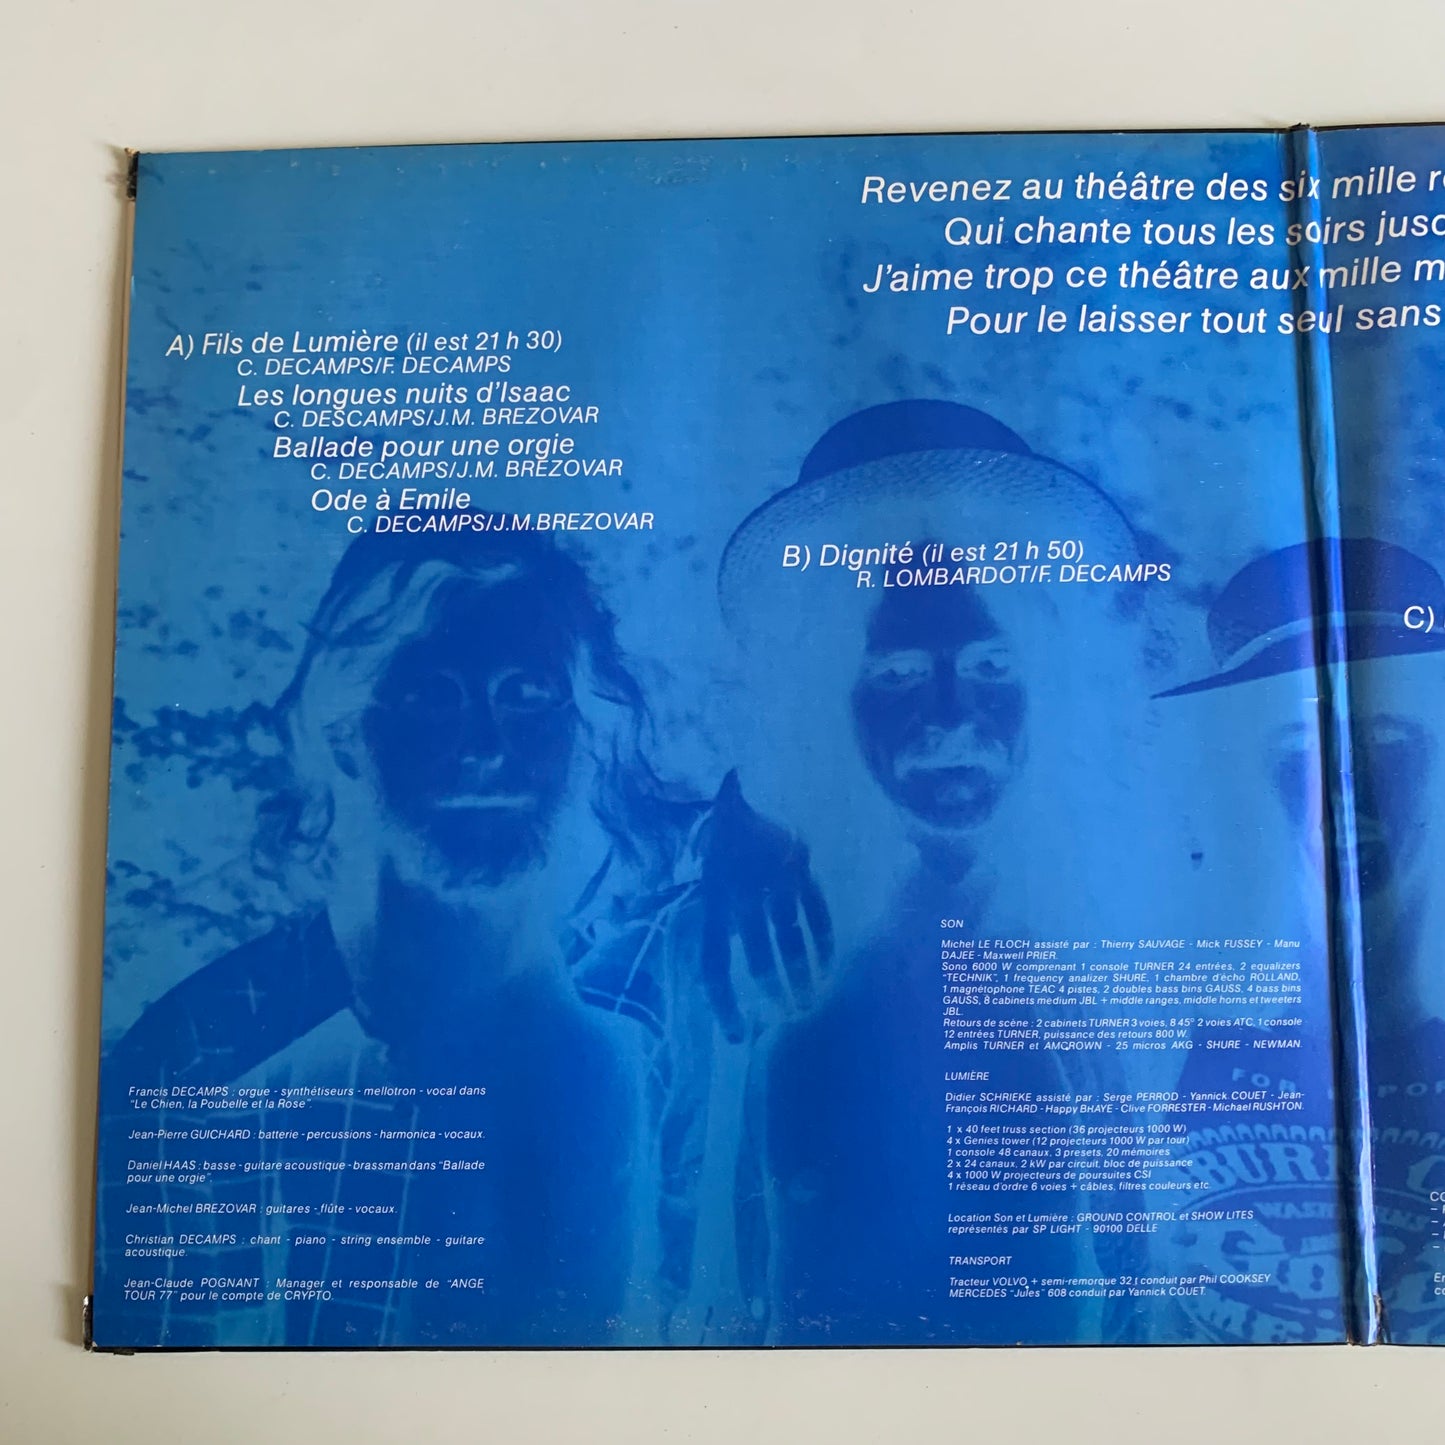 Revenez au théâtre des six mille
Qui chante tous les soirs
J'aime trop ce théâtre aux mille
Pour le laisser tout seul sans
A) Fils de Lumière (il est 21 h 30)
C. DECAMPS/F. DECAMPS
Les longues nuits d'Isaac
C. DESCAMPS/J.M. BREZOVAR
Ballade pour une orgie
C. DECAMPS/J.M. BREZOVAR
Ode à Emile
C. DECAMPS/J.M.BREZOVAR
B) Dignité (il est 21 h 50)
R. LOMBARDOT/F. DECAMPS
C)
Francis DECAMPS : orgue - synthétiseurs - mellotron - vocal dans
"Le Chien, la Poubelle et la Rose".
Jean-Pierre GUICHARD : batterie - percussions - harmonica - vocaux.
Daniel HAAS : basse - guitare acoustique - brassman dans "Ballade
pour une orgie".
Jean-Michel BREZOVAR : guitares - flûte - vocaux.
Christian DECAMPS : chant - piano - string ensemble - guitare
acoustique.
Jean-Claude POGNANT : Manager et responsable de "ANGE
TOUR 77" pour le compte de CRYPTO.
SON
Michel LE FLOCH assisté par : Thierry SAUVAGE - Mick FUSSEY - Manu
DAJEE - Maxwell PRIER.
Sono 6000 W comprenant 1 console TURNER 24 entrées, 2 equalizers
"TECHNIK", 1 frequency analizer SHURE, 1 chambre d'écho ROLLAND,
1 magnétophone TEAC 4 pistes, 2 doubles bass bins GAUSS, 4 bass bins
GAUSS, 8 cabinets medium JBL + middle ranges, middle horns et tweeters
JBL.
Retours de scène : 2 cabinets TURNER 3 voies, 8 45° 2 voies ATC, 1 console
12 entrées TURNER, puissance des retours 800 W.
Amplis TURNER et AMCROWN - 25 micros AKG - SHURE - NEWMAN.
LUMIÈRE
Didier SCHRIEKE assisté par : Serge PERROD - Yannick COUET - Jean-
François RICHARD - Happy BHAYE - Clive FORRESTER - Michael RUSHTON.
1 x 40 feet truss section (36 projecteurs 1000 W)
4 x Genies tower (12 projecteurs 1000 W par tour)
1 console 48 canaux, 3 presets, 20 mémoires
2 x 24 canaux, 2 kW par circuit, bloc de puissance
4 x 1000 W projecteurs de poursuites CSI
1 réseau d'ordre 6 voies + câbles, filtres couleurs etc.
Location Son et Lumière : GROUND CONTROL et SHOW LITES
représentés par SP LIGHT - 90100 DELLE
TRANSPORT
Tracteur VOLVO + semi-remorque 32 t conduit par Phil COOKSEY
MERCEDES "Jules" 608 conduit par Yannick COUET.